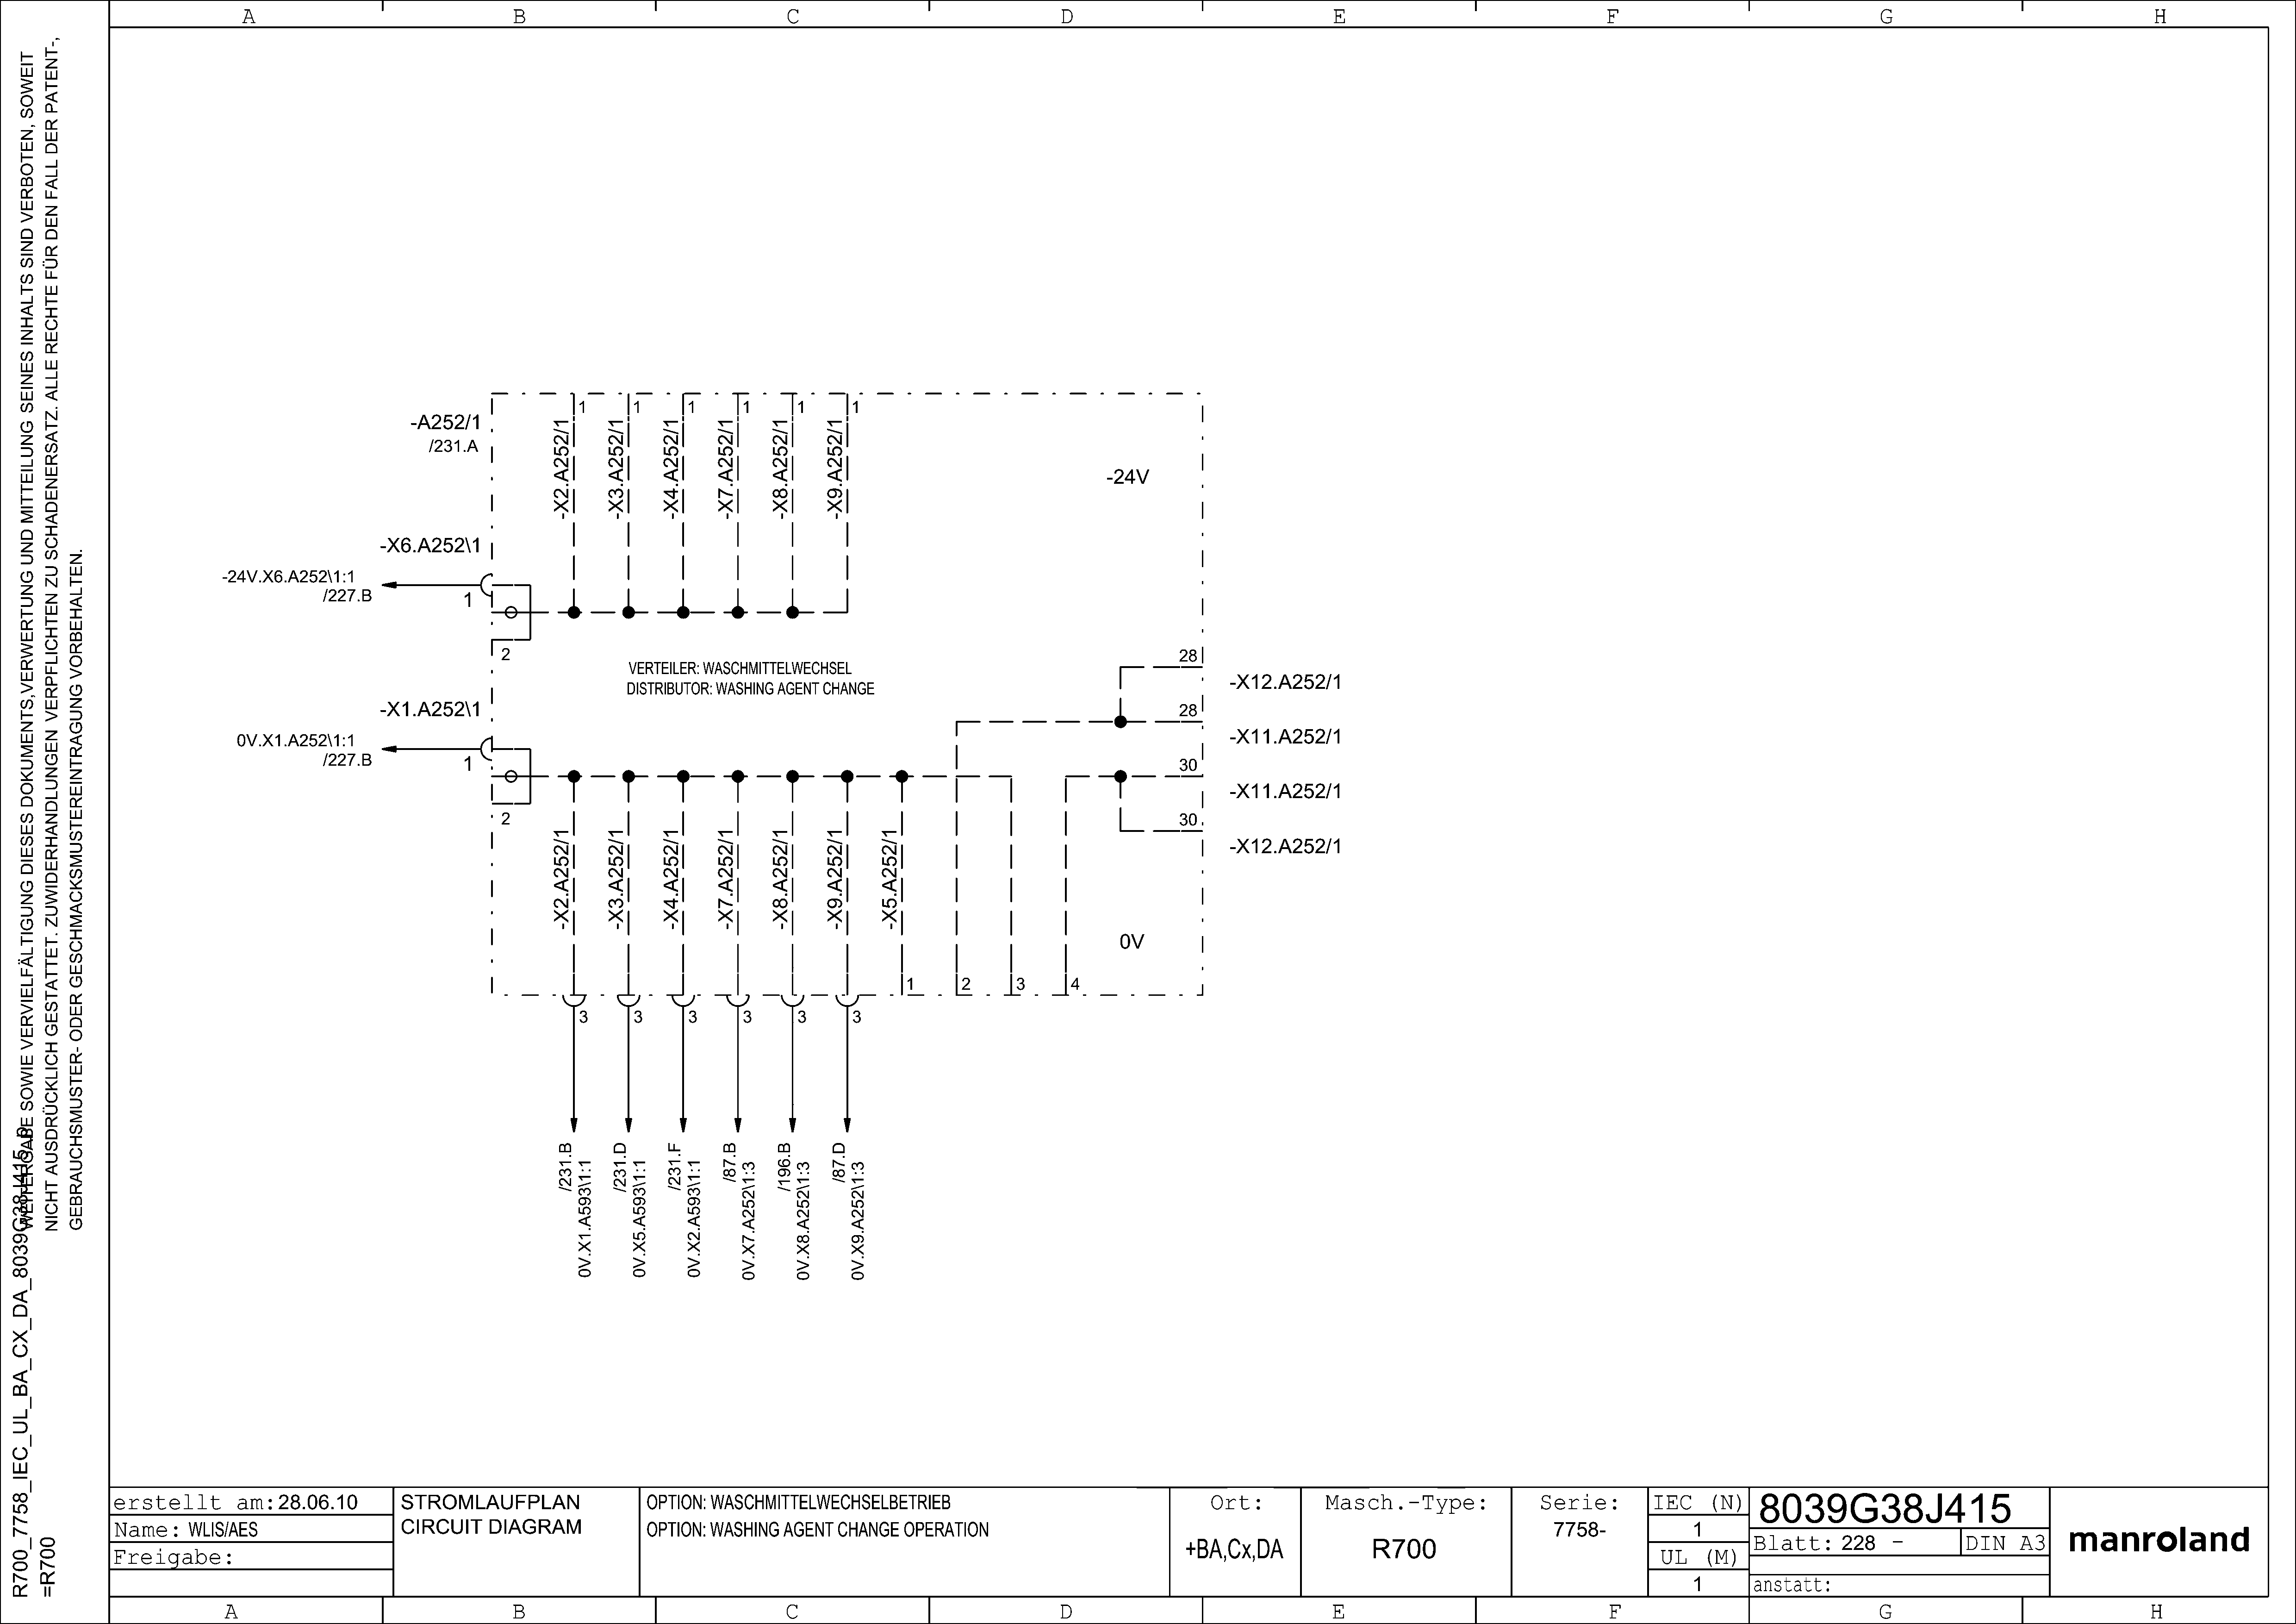 A B C D E F G H
WEITERGABE SOWIE VERVIELFÄLTIGUNG DIESES DOKUMENTS,VERWERTUNG UND MITTEILUNG SEINES INHALTS SIND VERBOTEN, SOWEIT
NICHT AUSDRÜCKLICH GESTATTET. ZUWIDERHANDLUNGEN VERPFLICHTEN ZU SCHADENERSATZ. ALLE RECHTE FÜR DEN FALL DER PATENT-,
GEBRAUCHSMUSTER- ODER GESCHMACKSMUSTEREINTRAGUNG VORBEHALTEN.
R700_7758_IEC_UL_BA_CX_DA_8039G38J415_D
=R700
-A252/1
/231.A
1 1 1 1 1 1
-X2.A252/1
-X3.A252/1
-X4.A252/1
-X7.A252/1
-X8.A252/1
-X9.A252/1
-24V
-X6.A252\1
-24V.X6.A252\1:1
/227.B
1
2
VERTEILER: WASCHMITTELWECHSEL
DISTRIBUTOR: WASHING AGENT CHANGE
28
-X12.A252/1
28
-X11.A252/1
30
-X11.A252/1
30
-X12.A252/1
-X1.A252\1
0V.X1.A252\1:1
/227.B
1
2
-X2.A252/1
-X3.A252/1
-X4.A252/1
-X7.A252/1
-X8.A252/1
-X9.A252/1
-X5.A252/1
0V
1 2 3 4
3 3 3 3 3 3
/231.B
0V.X1.A593\1:1
/231.D
0V.X5.A593\1:1
/231.F
0V.X2.A593\1:1
/87.B
0V.X7.A252\1:3
/196.B
0V.X8.A252\1:3
/87.D
0V.X9.A252\1:3
erstellt am: 28.06.10
Name: WLIS/AES
Freigabe:
STROMLAUFPLAN
CIRCUIT DIAGRAM
OPTION: WASCHMITTELWECHSELBETRIEB
OPTION: WASHING AGENT CHANGE OPERATION
Ort:
+BA,Cx,DA
Masch.-Type:
R700
Serie:
7758-
IEC (N)
1
UL (M)
1
8039G38J415
Blatt: 228 -
DIN A3
anstatt:
manroland
A B C D E F G H